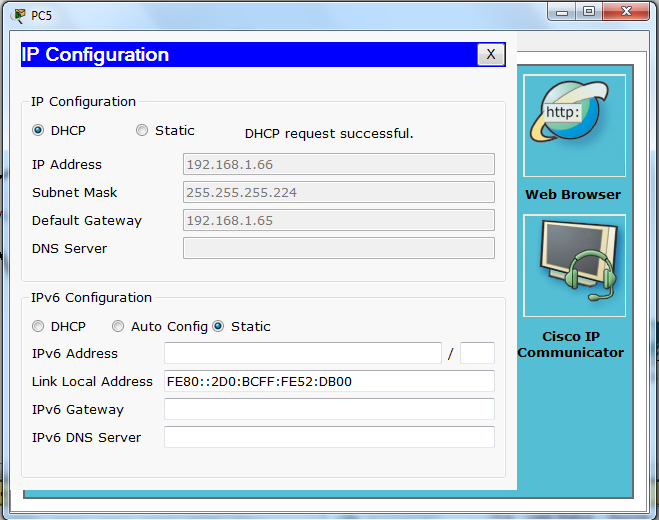 PC5
IP Configuration
X
IP Configuration
DHCP
Static
DHCP request successful.
IP Address
192.168.1.66
Subnet Mask
255.255.255.224
Default Gateway
192.168.1.65
DNS Server
IPv6 Configuration
DHCP
Auto Config
Static
IPv6 Address
/
Link Local Address
FE80::2D0:BCFF:FE52:DB00
IPv6 Gateway
IPv6 DNS Server
http:
Web Browser
Cisco IP
Communicator